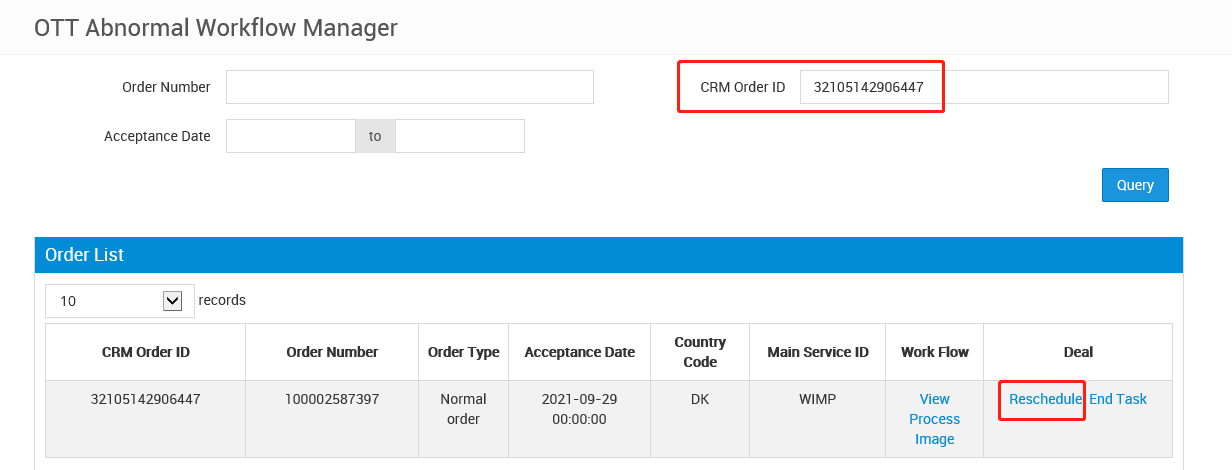 OTT Abnormal Workflow Manager
Order Number
CRM Order ID 32105142906447
Acceptance Date to
Query
Order List
10 records
CRM Order ID Order Number Order Type Acceptance Date Country Code Main Service ID Work Flow Deal
32105142906447 100002587397 Normal order 2021-09-29 00:00:00 DK WIMP View Process Image Reschedule End Task